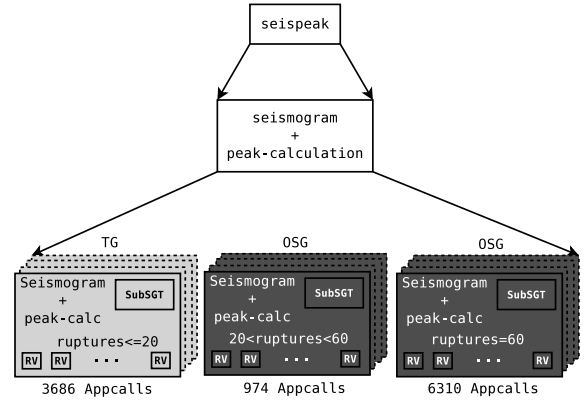 seispeak
seismogram
+
peak-calculation
TG
OSG
OSG
Seismogram
+
peak-calc
SubSGT
ruptures<=20
RV RV ... RV
Seismogram
+
peak-calc
SubSGT
20<ruptures<60
RV RV ... RV
Seismogram
+
peak-calc
SubSGT
ruptures=60
RV RV ... RV
3686 Appcalls
974 Appcalls
6310 Appcalls